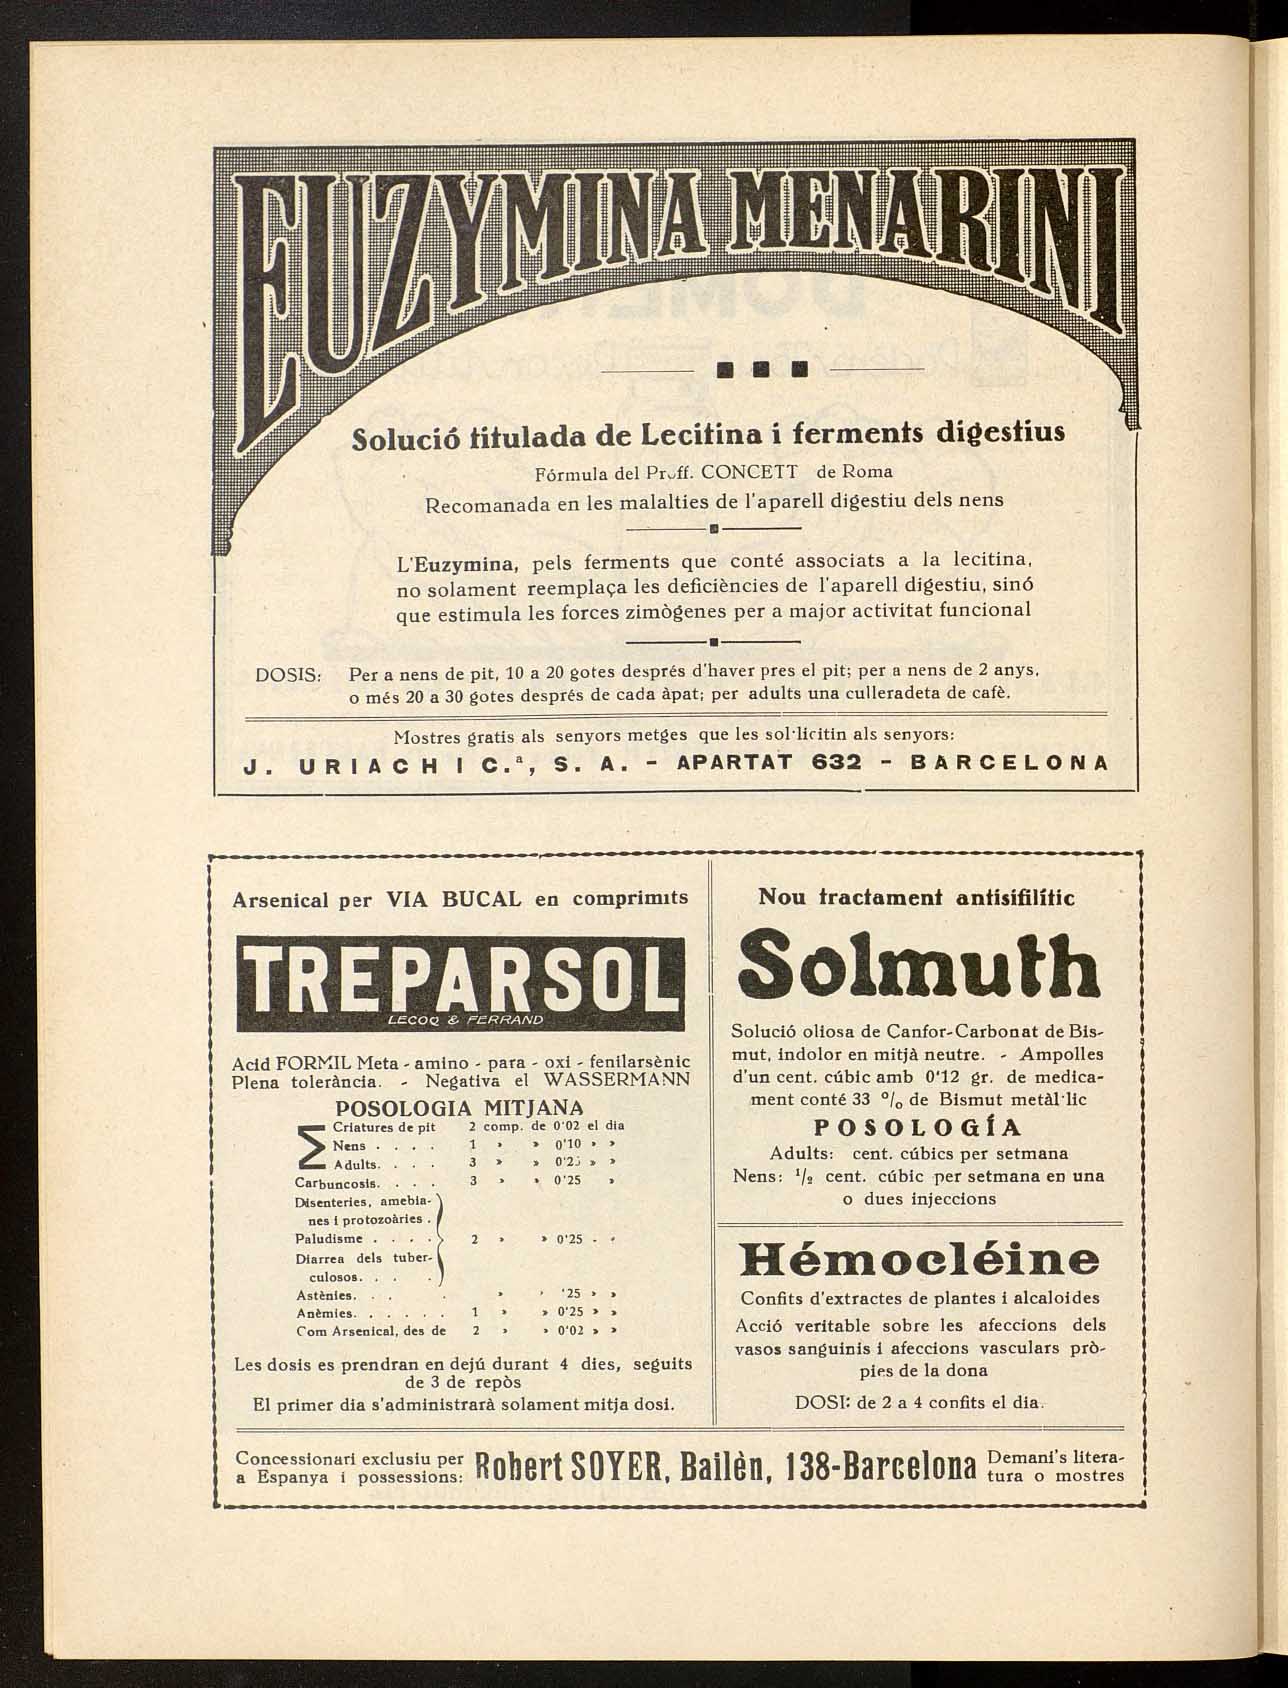 EUZYMINA MENARINI
Solució titulada de Lecitina i ferments digestius
Fórmula del CONCETT de Roma
Recomanada en les malalties de l'aparell digestiu dels nens
L'Euzymina, pels ferments que conté associats a la lecitina,
no solament reemplaça les deficiències de l'aparell digestiu, sinó
que estimula les forces zimògenes per a major activitat funcional
DOSIS: Per a nens de pit, 10 a 20 gotes després d'haver pres el pit; per a nens de 2 anys,
o més 20 a 30 gotes després de cada àpat; per adults una culleradeta de cafè.
Mostres gratis als senyors metges que les sol·licitin als senyors:
J. URIACH I C.ª, S. A. - APARTAT 632 - BARCELONA
Arsenical per VIA BUCAL en comprimits
TREPARSOL
LECOQ & FERRAND
Acid FORMIL Meta - amino - para - oxi - fenilarsènic
Plena tolerància. - Negativa el WASSERMANN
POSOLOGIA MITJANA
Criatures de pit 2 comp. de 0'02 el dia
Nens . . . . 1 » » 0'10 » »
Adults. . . . 3 » » » »
Carbuncosis. . . . . 3 » » 0'25 »
Disenteries, amebia-
nes i protozoàries .
Paludisme . . . . 2 » » 0'25 - »
Diarrea dels tuber-
culosos. . . .
Astènies. . . . » ' '25 » »
Anèmies. . . . . . 1 » » 0'25 » »
Com Arsenical, des de 2 » » 0'02 » »
Les dosis es prendran en dejú durant 4 dies, seguits
de 3 de repòs
El primer dia s'administrarà solament mitja dosi.
Nou tractament antisifilític
Solmuth
Solució oliosa de Canfor-Carbonat de Bis-
mut, indolor en mitjà neutre. - Ampolles
d'un cent. cúbic amb 0'12 gr. de medica-
ment conté 33 % de Bismut metàl·lic
POSOLOGÍA
Adults: cent. cúbics per setmana
Nens: ½ cent. cúbic per setmana en una
o dues injeccions
Hémocléine
Confits d'extractes de plantes i alcaloides
Acció veritable sobre les afeccions dels
vasos sanguinis i afeccions vasculars prò-
pies de la dona
DOSI: de 2 a 4 confits el dia.
Concessionari exclusiu per
a Espanya i possessions:
Robert SOYER, Bailèn, 138-Barcelona
Demani's litera-
tura o mostres